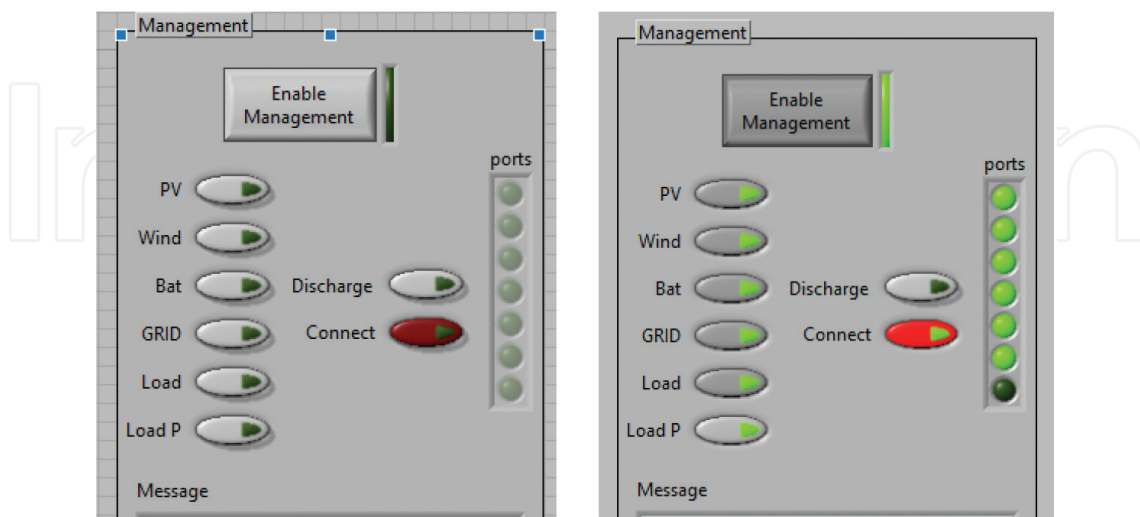 Management
Enable
Management
ports
PV
Wind
Bat
Discharge
GRID
Connect
Load
Load P
Message
Management
Enable
Management
ports
PV
Wind
Bat
Discharge
GRID
Connect
Load
Load P
Message